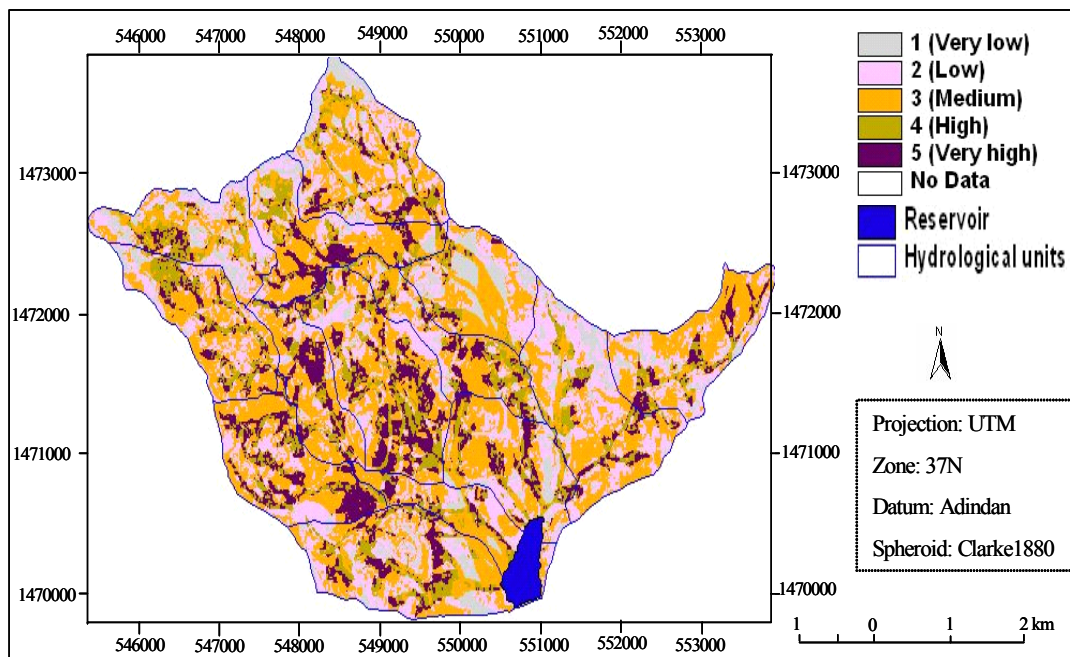 546000 547000 548000 549000 550000 551000 552000 553000
1 (Very low)
2 (Low)
3 (Medium)
4 (High)
5 (Very high)
No Data
Reservoir
Hydrological units
1473000
1473000
1472000
1472000
1471000
1471000
1470000
1470000
546000 547000 548000 549000 550000 551000 552000 553000
N
Projection: UTM
Zone: 37N
Datum: Adindan
Spheroid: Clarke1880
1 0 1 2 km